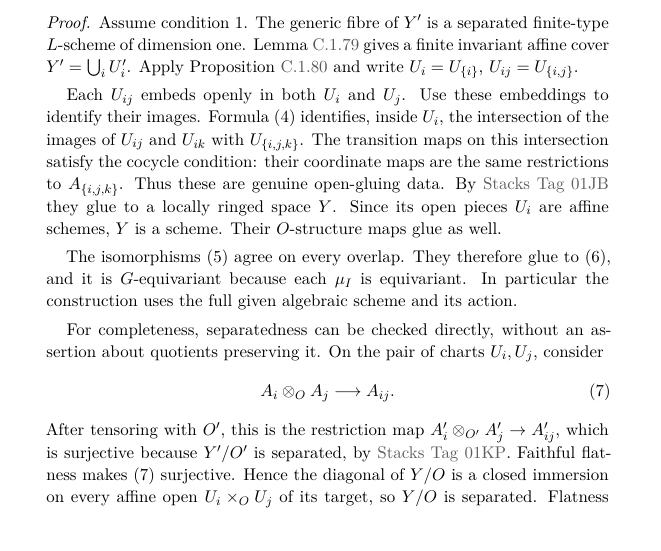 Proof. Assume condition 1. The generic fibre of Y′ is a separated finite-type
L-scheme of dimension one. Lemma C.1.79 gives a finite invariant affine cover
Y′ = ⋃ᵢ U′ᵢ. Apply Proposition C.1.80 and write Uᵢ = U_{i}, Uᵢⱼ = U_{i,j}.
Each Uᵢⱼ embeds openly in both Uᵢ and Uⱼ. Use these embeddings to
identify their images. Formula (4) identifies, inside Uᵢ, the intersection of the
images of Uᵢⱼ and Uᵢₖ with U_{i,j,k}. The transition maps on this intersection
satisfy the cocycle condition: their coordinate maps are the same restrictions
to A_{i,j,k}. Thus these are genuine open-gluing data. By Stacks Tag 01JB
they glue to a locally ringed space Y. Since its open pieces Uᵢ are affine
schemes, Y is a scheme. Their O-structure maps glue as well.
The isomorphisms (5) agree on every overlap. They therefore glue to (6),
and it is G-equivariant because each μ_I is equivariant. In particular the
construction uses the full given algebraic scheme and its action.
For completeness, separatedness can be checked directly, without an as-
sertion about quotients preserving it. On the pair of charts Uᵢ, Uⱼ, consider
Aᵢ ⊗_O Aⱼ ⟶ Aᵢⱼ. (7)
After tensoring with O′, this is the restriction map A′ᵢ ⊗_O′ A′ⱼ → A′ᵢⱼ, which
is surjective because Y′/O′ is separated, by Stacks Tag 01KP. Faithful flat-
ness makes (7) surjective. Hence the diagonal of Y/O is a closed immersion
on every affine open Uᵢ ×_O Uⱼ of its target, so Y/O is separated. Flatness